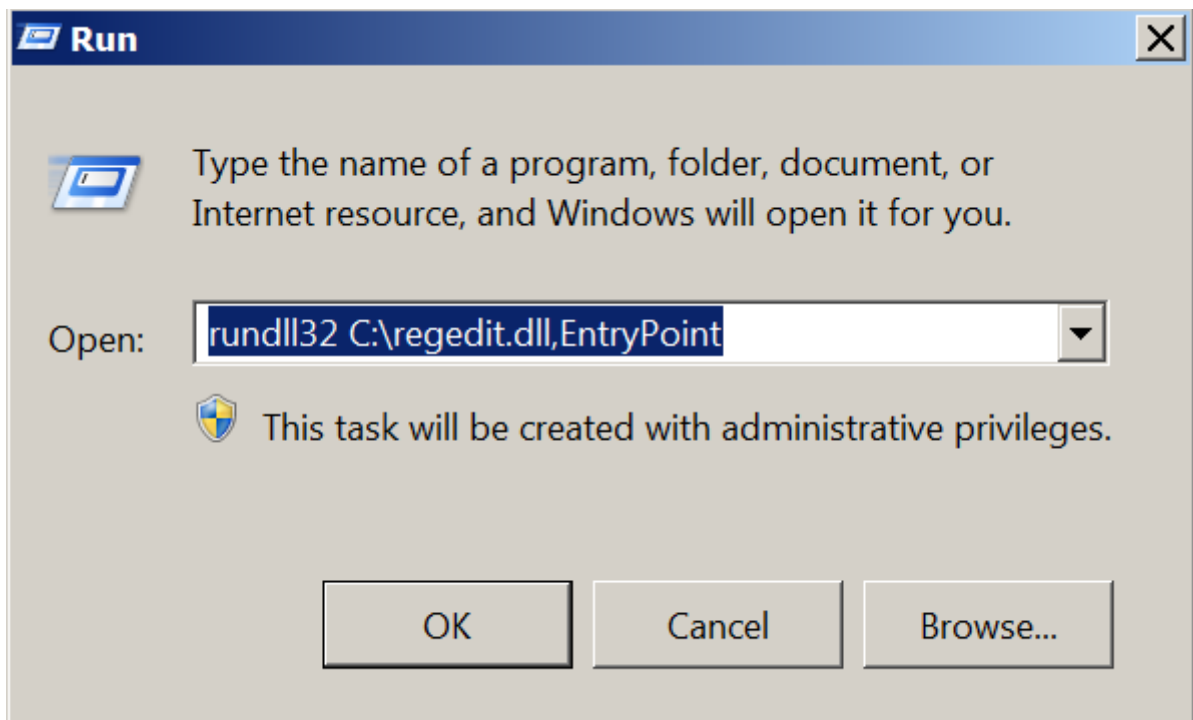 Run
Type the name of a program, folder, document, or
Internet resource, and Windows will open it for you.
Open: rundll32 C:\regedit.dll,EntryPoint
This task will be created with administrative privileges.
OK Cancel Browse...